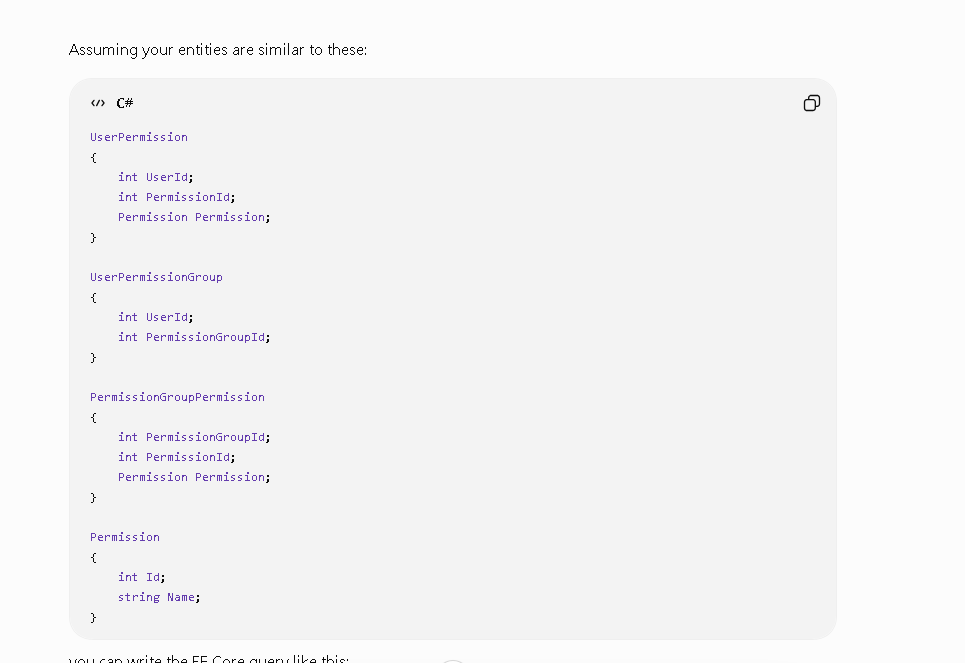 Assuming your entities are similar to these:
</> C#
UserPermission
{
    int UserId;
    int PermissionId;
    Permission Permission;
}
UserPermissionGroup
{
    int UserId;
    int PermissionGroupId;
}
PermissionGroupPermission
{
    int PermissionGroupId;
    int PermissionId;
    Permission Permission;
}
Permission
{
    int Id;
    string Name;
}
you can write the EF Core query like this: